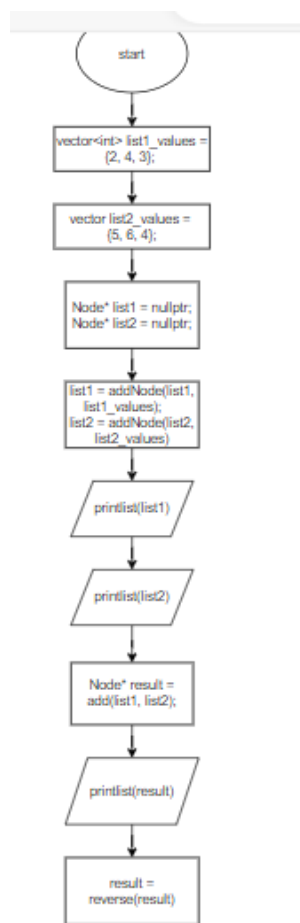 start
vector<int> list1_values =
{2, 4, 3};
vector list2_values =
{5, 6, 4};
Node* list1 = nullptr;
Node* list2 = nullptr;
list1 = addNode(list1,
list1_values);
list2 = addNode(list2,
list2_values)
printlist(list1)
printlist(list2)
Node* result =
add(list1, list2);
printlist(result)
result =
reverse(result)